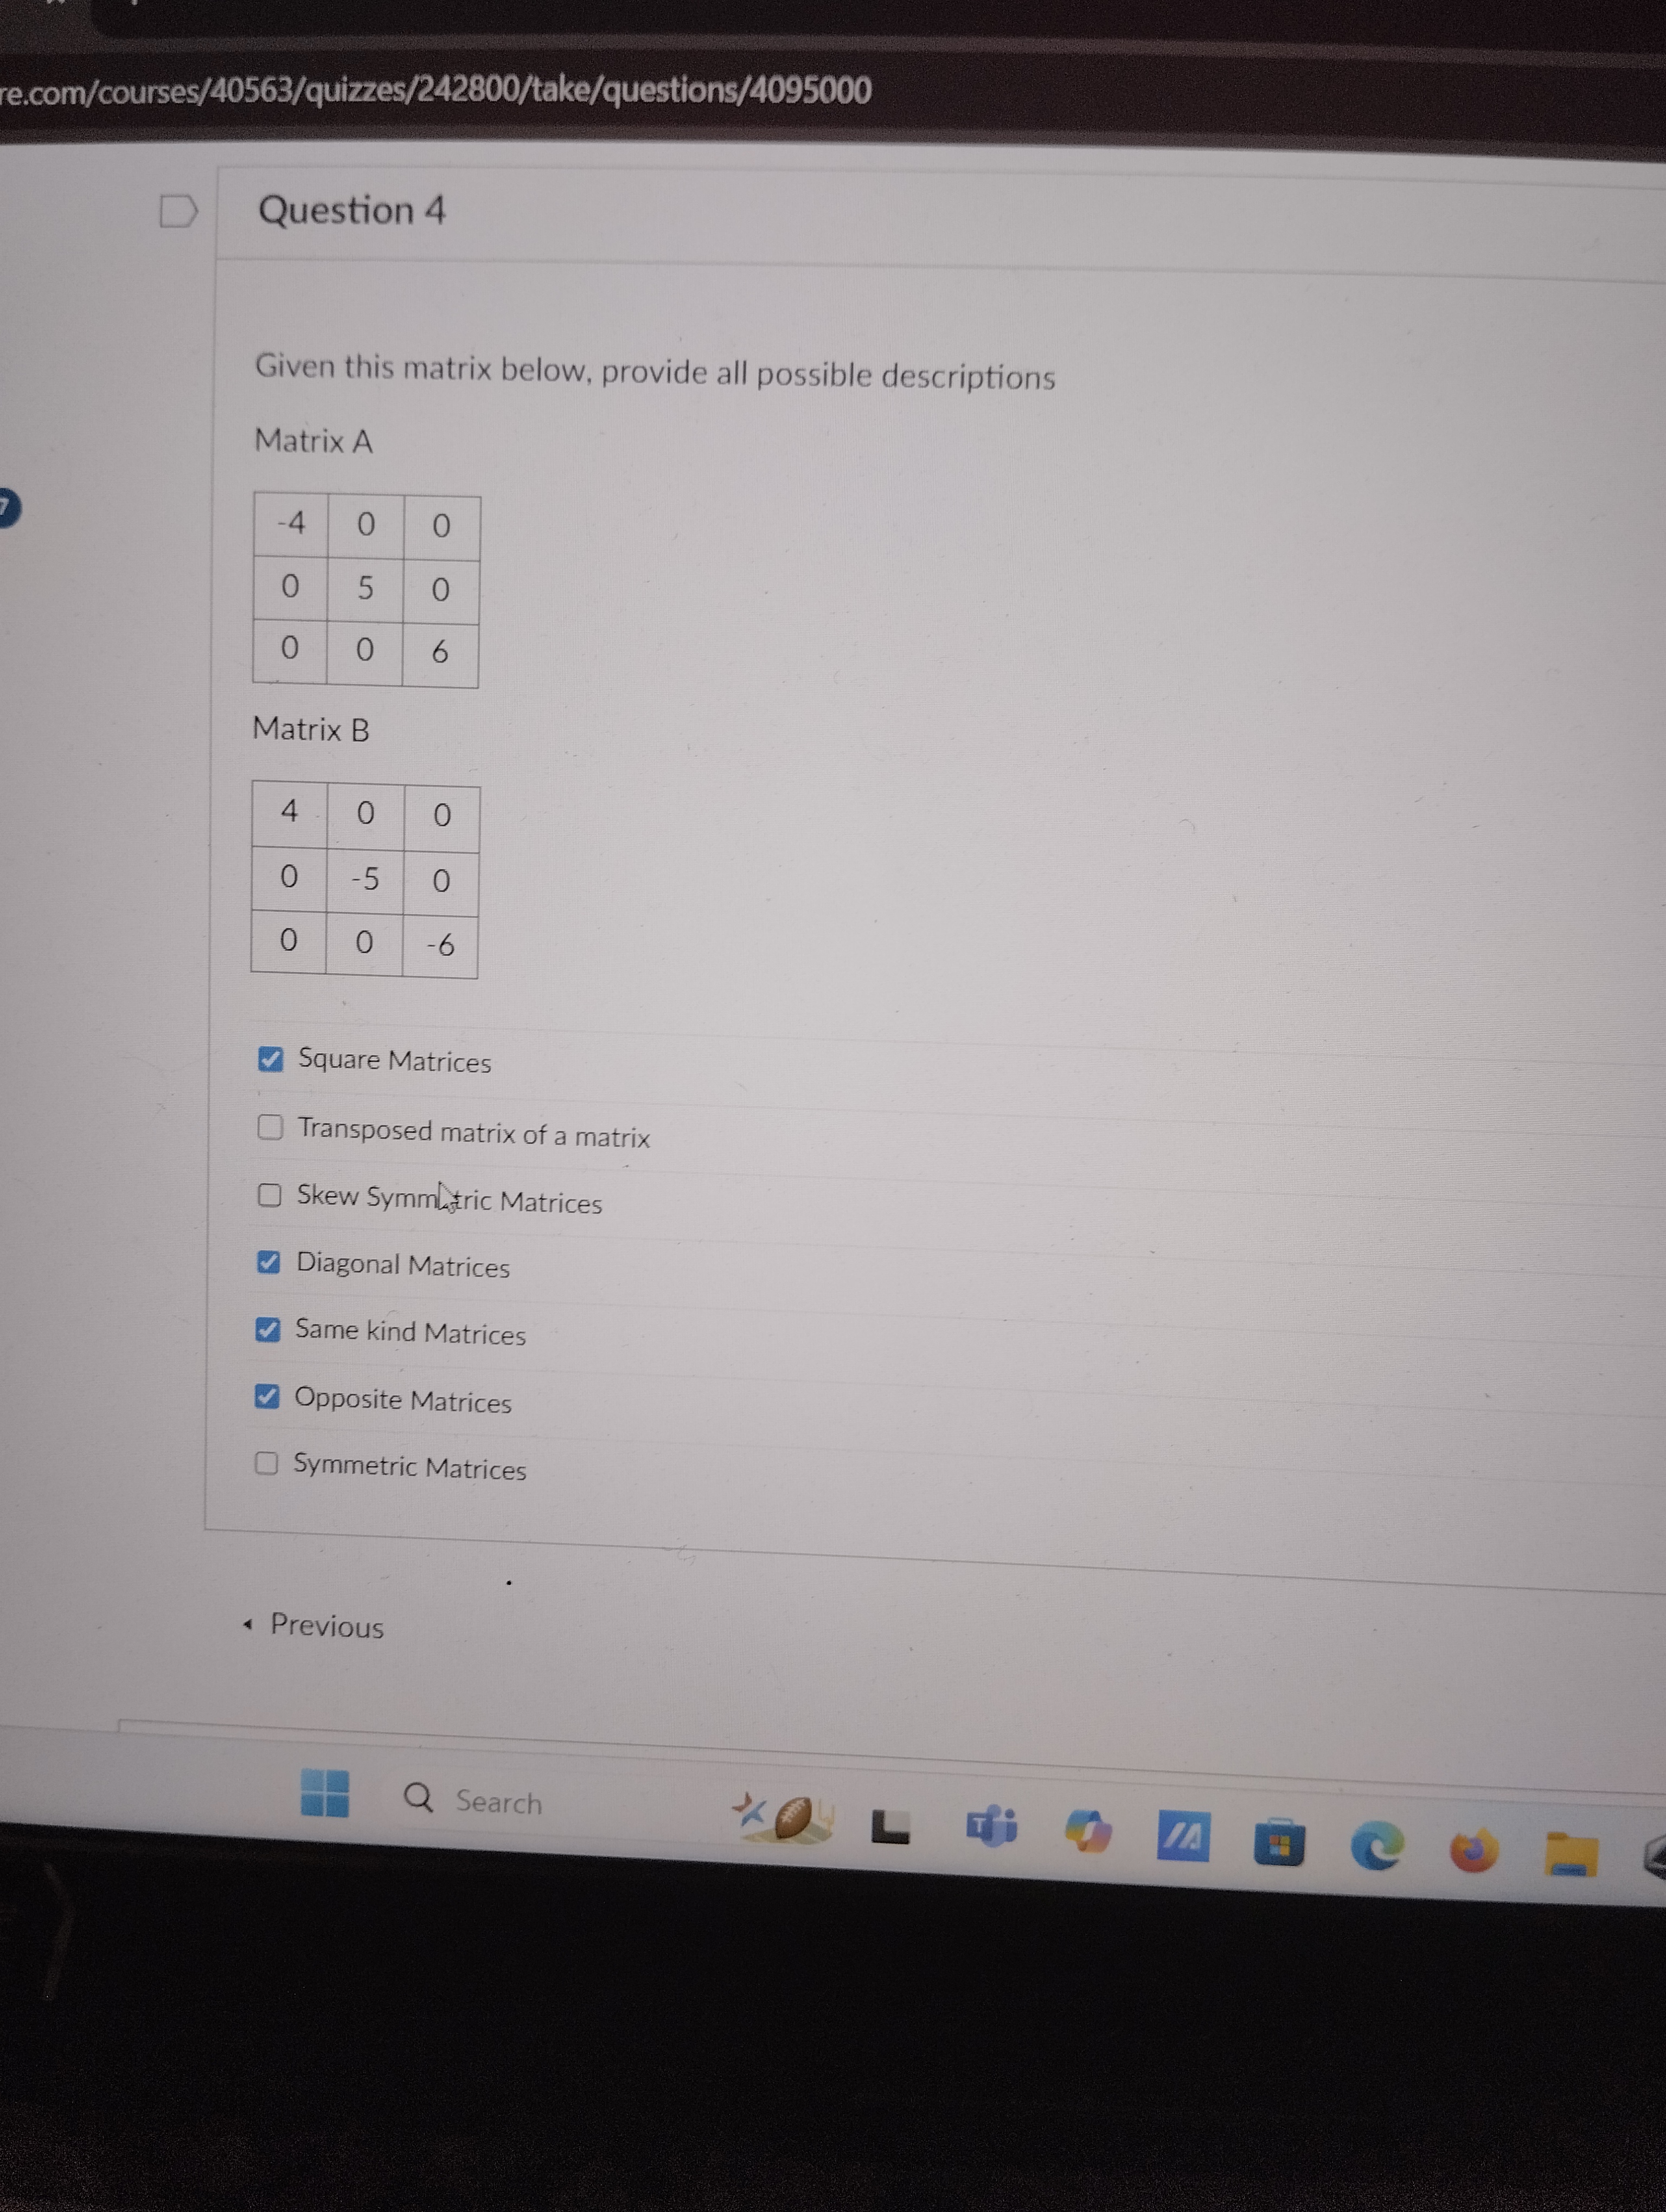 re.com/courses/40563/quizzes/242800/take/questions/4095000
Question 4
7
Given this matrix below, provide all possible descriptions
Matrix A
-4 0 0
0 5 0
0 0 6
Matrix B
4 0 0
0 -5 0
0 0 -6
Square Matrices
Transposed matrix of a matrix
Skew Symmetric Matrices
Diagonal Matrices
Same kind Matrices
Opposite Matrices
Symmetric Matrices
Previous
Search